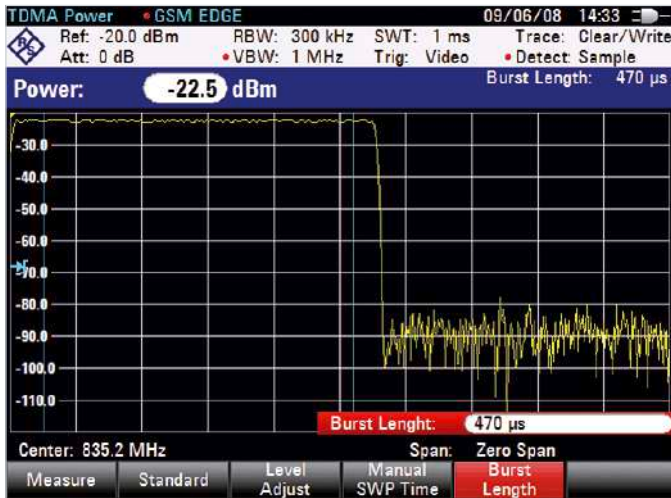 TDMA Power • GSM EDGE 09/06/08 14:33
R S Ref: -20.0 dBm RBW: 300 kHz SWT: 1 ms Trace: Clear/Write
Att: 0 dB • VBW: 1 MHz Trig: Video • Detect: Sample
Power: -22.5 dBm Burst Length: 470 µs
-30.0
-40.0
-50.0
-60.0
-70.0
-80.0
-90.0
-100.0
-110.0
Burst Lenght: 470 µs
Center: 835.2 MHz Span: Zero Span
Measure Standard Level Adjust Manual SWP Time Burst Length